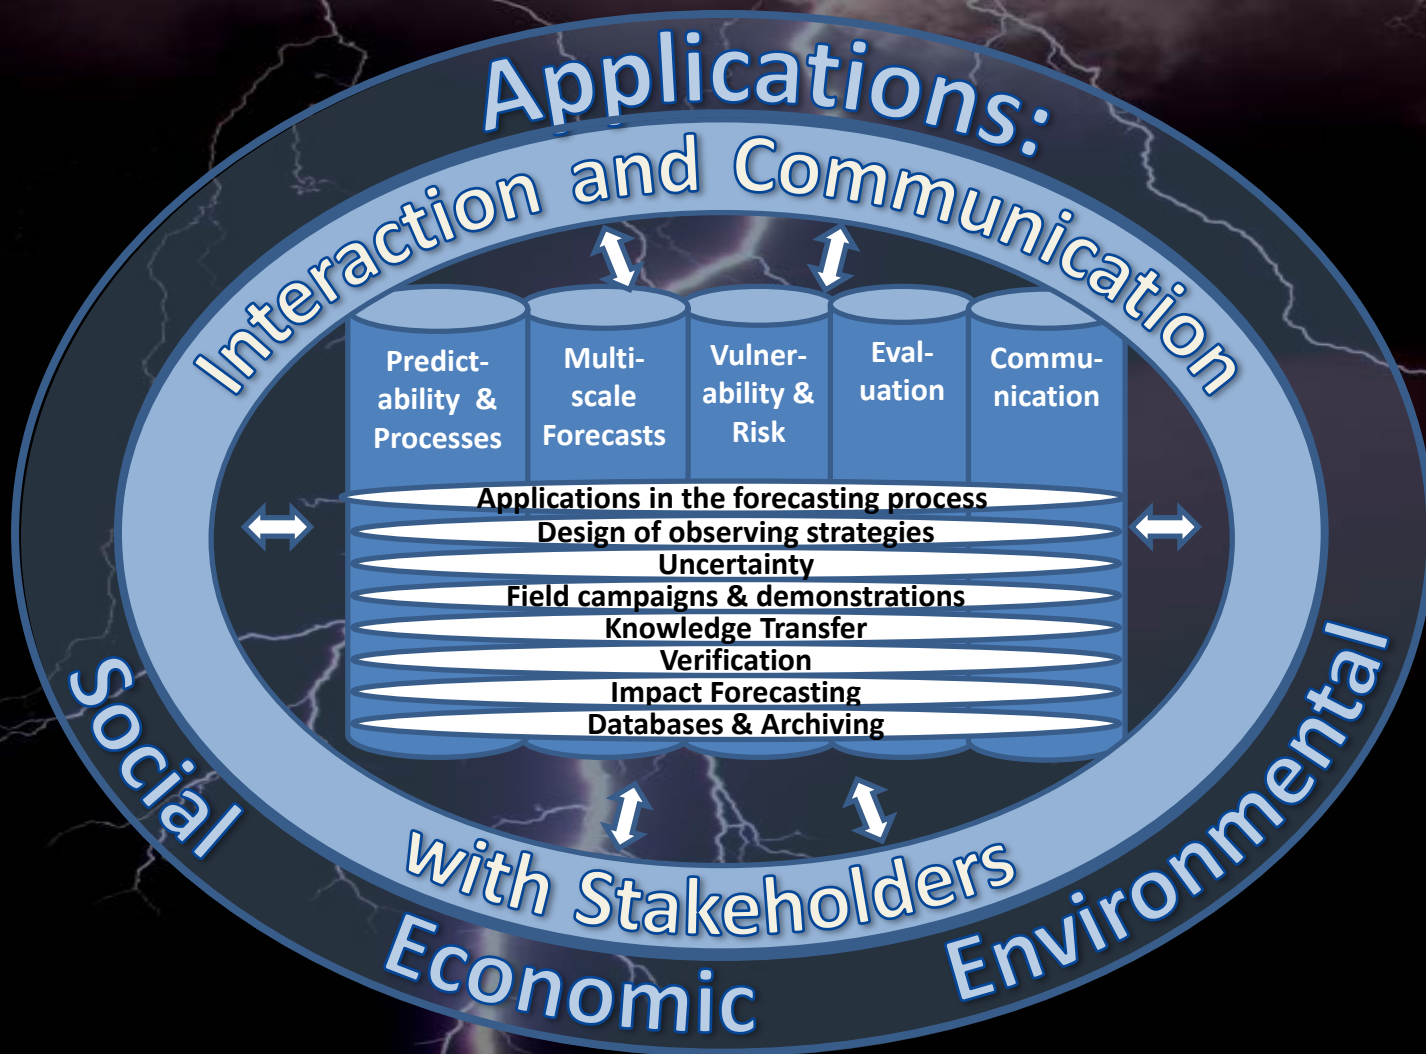 Applications:
Interaction and Communication
Predict-
ability &
Processes
Multi-
scale
Forecasts
Vulner-
ability &
Risk
Eval-
uation
Commu-
nication
Applications in the forecasting process
Design of observing strategies
Uncertainty
Field campaigns & demonstrations
Knowledge Transfer
Verification
Impact Forecasting
Databases & Archiving
with Stakeholders
Social
Economic
Environmental